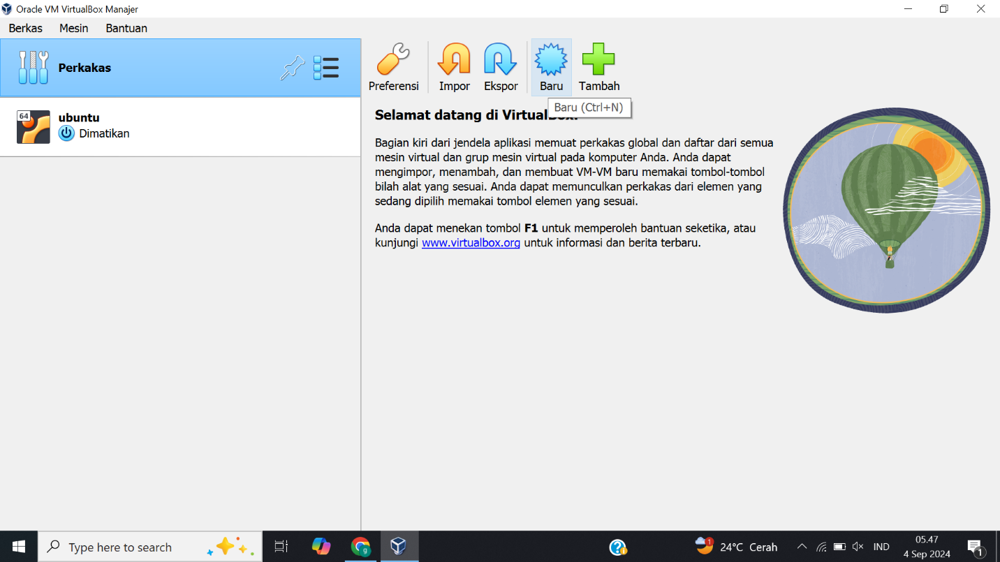 Oracle VM VirtualBox Manajer
Berkas Mesin Bantuan
Perkakas
Preferensi Impor Ekspor Baru Tambah
Baru (Ctrl+N)
64
ubuntu
Dimatikan
Selamat datang di VirtualBox!
Bagian kiri dari jendela aplikasi memuat perkakas global dan daftar dari semua
mesin virtual dan grup mesin virtual pada komputer Anda. Anda dapat
mengimpor, menambah, dan membuat VM-VM baru memakai tombol-tombol
bilah alat yang sesuai. Anda dapat memunculkan perkakas dari elemen yang
sedang dipilih memakai tombol elemen yang sesuai.
Anda dapat menekan tombol F1 untuk memperoleh bantuan seketika, atau
kunjungi www.virtualbox.org untuk informasi dan berita terbaru.
Type here to search
g
1
24°C Cerah
IND
05.47
4 Sep 2024
1